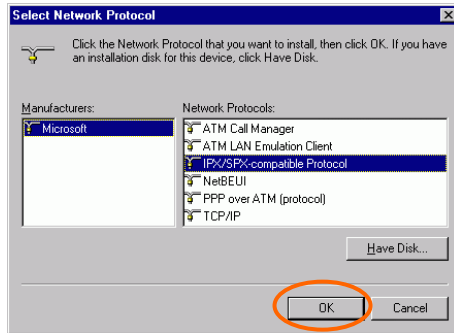 Select Network Protocol
Click the Network Protocol that you want to install, then click OK. If you have
an installation disk for this device, click Have Disk.
Manufacturers:
Microsoft
Network Protocols:
ATM Call Manager
ATM LAN Emulation Client
IPX/SPX-compatible Protocol
NetBEUI
PPP over ATM (protocol)
TCP/IP
Have Disk...
OK
Cancel